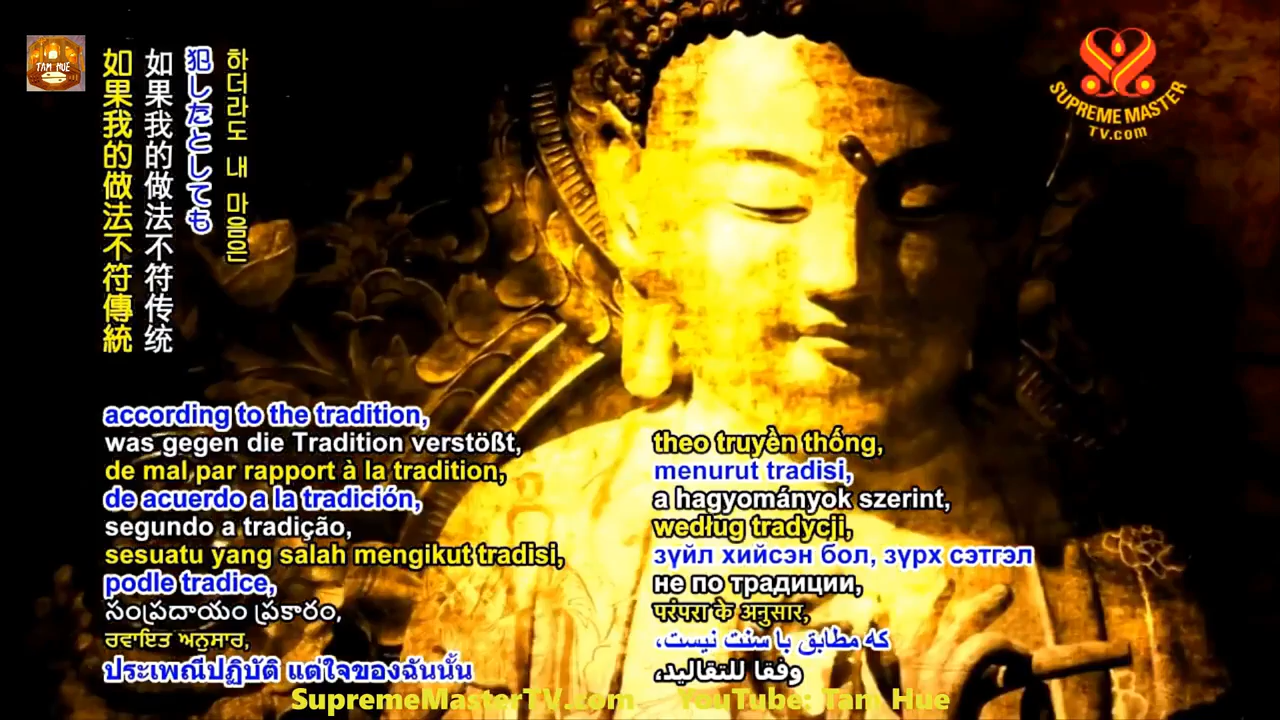 TAM HUE
SUPREME MASTER
TV.com
如果我的做法不符傳統
如果我的做法不符传统
犯したとしても
하더라도 내 마음은
according to the tradition,
was gegen die Tradition verstößt,
de mal par rapport à la tradition,
de acuerdo a la tradición,
segundo a tradição,
sesuatu yang salah mengikut tradisi,
podle tradice,
సంప్రదాయం ప్రకారం,
ਰਵਾਇਤ ਅਨੁਸਾਰ,
ประเพณีปฏิบัติ แต่ใจของฉันนั้น
theo truyền thống,
menurut tradisi,
a hagyományok szerint,
według tradycji,
зүйл хийсэн бол, зүрх сэтгэл
не по традиции,
परंपरा के अनुसार,
که مطابق با سنت نیست،
وفقا للتقاليد،
SupremeMasterTV.com YouTube: Tam Hue